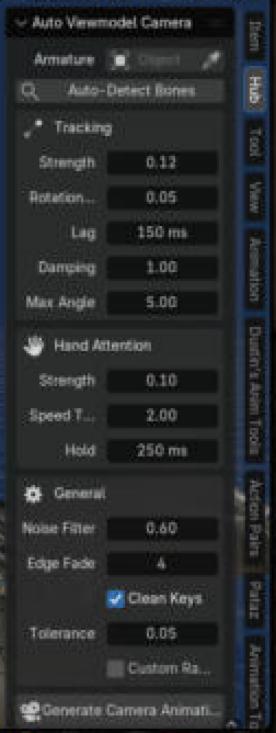 Auto Viewmodel Camera
Armature Object
Auto-Detect Bones
Tracking
Strength 0.12
Rotation... 0.05
Lag 150 ms
Damping 1.00
Max Angle 5.00
Hand Attention
Strength 0.10
Speed T... 2.00
Hold 250 ms
General
Noise Filter 0.60
Edge Fade 4
Clean Keys
Tolerance 0.05
Custom Ra...
Generate Camera Animati...
Item
Hub
Tool
View
Animation
Dustin's Anim Tools
Action Pairs
Pataz
Animation To